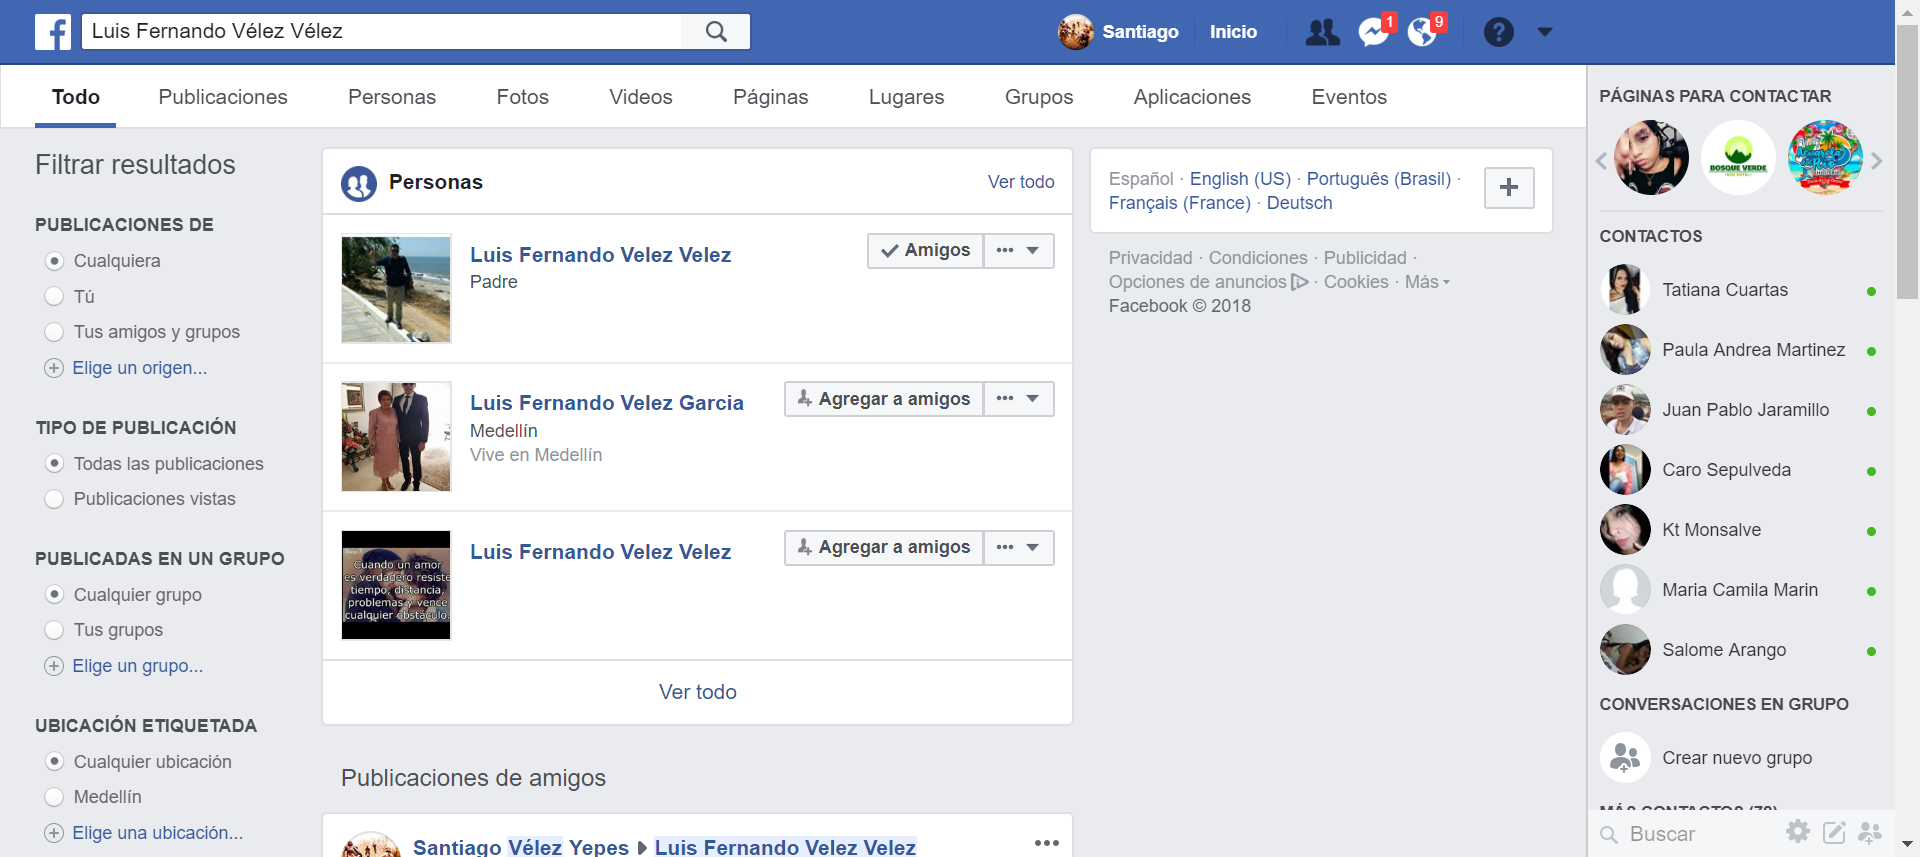 Luis Fernando Vélez Vélez
Santiago
Inicio
1
9
Todo
Publicaciones
Personas
Fotos
Videos
Páginas
Lugares
Grupos
Aplicaciones
Eventos
Filtrar resultados
PUBLICACIONES DE
Cualquiera
Tú
Tus amigos y grupos
Elige un origen...
TIPO DE PUBLICACIÓN
Todas las publicaciones
Publicaciones vistas
PUBLICADAS EN UN GRUPO
Cualquier grupo
Tus grupos
Elige un grupo...
UBICACIÓN ETIQUETADA
Cualquier ubicación
Medellín
Elige una ubicación...
Personas
Ver todo
Luis Fernando Velez Velez
Padre
Amigos
Luis Fernando Velez Garcia
Medellín
Vive en Medellín
Agregar a amigos
Cuando un amor
es verdadero resiste
tiempo, distancia,
problemas y vence
cualquier obstáculo.
Luis Fernando Velez Velez
Agregar a amigos
Ver todo
Publicaciones de amigos
Santiago Vélez Yepes Luis Fernando Velez Velez
Español · English (US) · Português (Brasil) ·
Français (France) · Deutsch
Privacidad · Condiciones · Publicidad ·
Opciones de anuncios · Cookies · Más
Facebook © 2018
PÁGINAS PARA CONTACTAR
BOSQUE VERDE
CONTACTOS
Tatiana Cuartas
Paula Andrea Martinez
Juan Pablo Jaramillo
Caro Sepulveda
Kt Monsalve
Maria Camila Marin
Salome Arango
CONVERSACIONES EN GRUPO
Crear nuevo grupo
Buscar